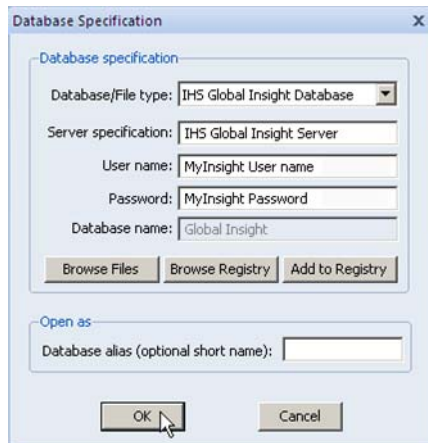 Database Specification
Database specification
Database/File type: IHS Global Insight Database
Server specification: IHS Global Insight Server
User name: MyInsight User name
Password: MyInsight Password
Database name: Global Insight
Browse Files Browse Registry Add to Registry
Open as
Database alias (optional short name):
OK Cancel